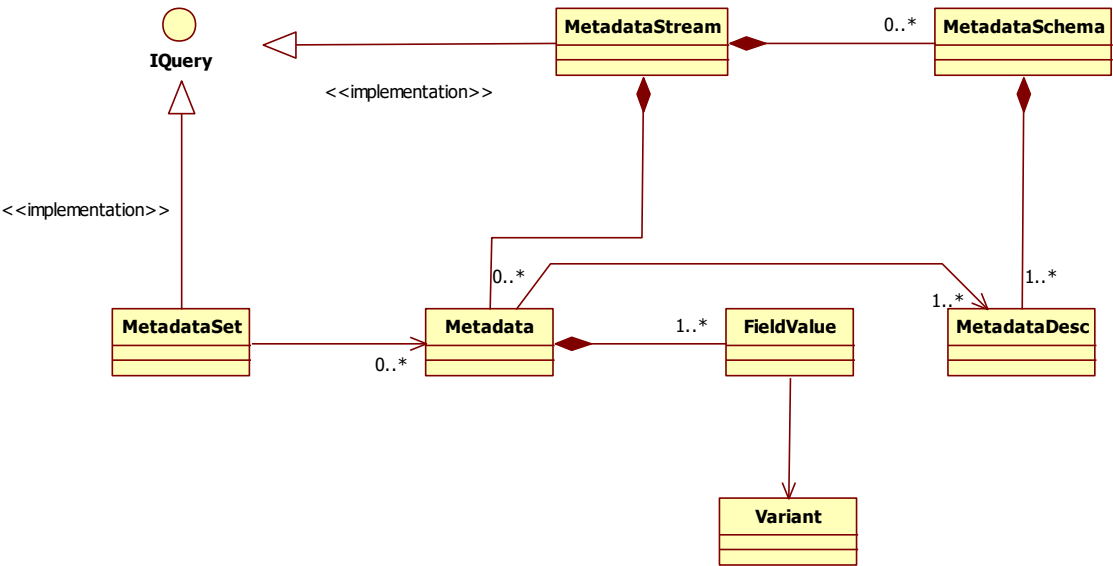 MetadataStream
0..*
MetadataSchema
IQuery
<<implementation>>
<<implementation>>
0..*
1..*
1..*
MetadataSet
Metadata
1..*
FieldValue
MetadataDesc
0..*
Variant